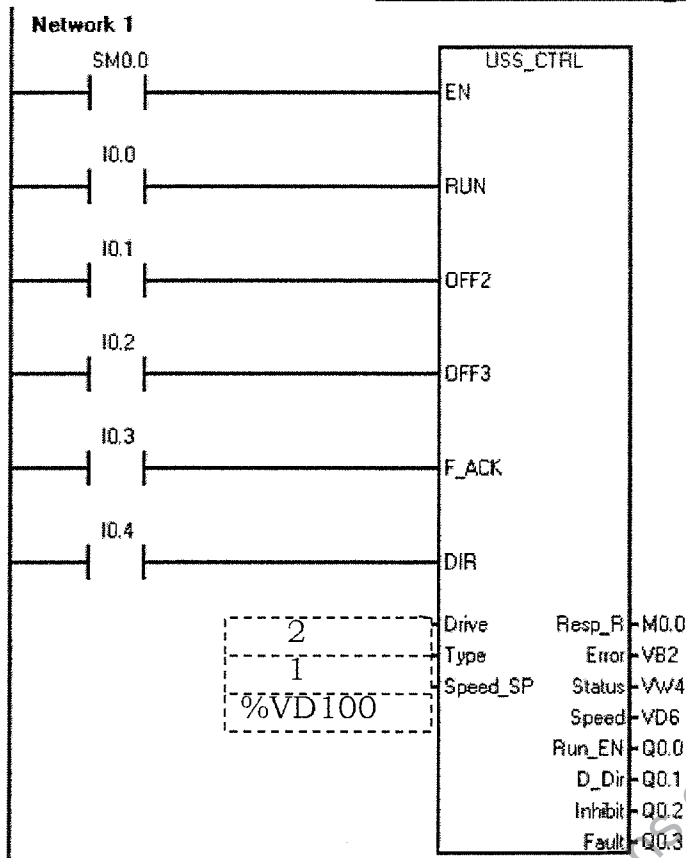 Network 1
SM0.0
USS_CTRL
EN
I0.0
RUN
I0.1
OFF2
I0.2
OFF3
I0.3
F_ACK
I0.4
DIR
2
Drive
Resp_R
M0.0
1
Type
Error
VB2
%VD100
Speed_SP
Status
VW4
Speed
VD6
Run_EN
Q0.0
D_Dir
Q0.1
Inhibit
Q0.2
Fault
Q0.3